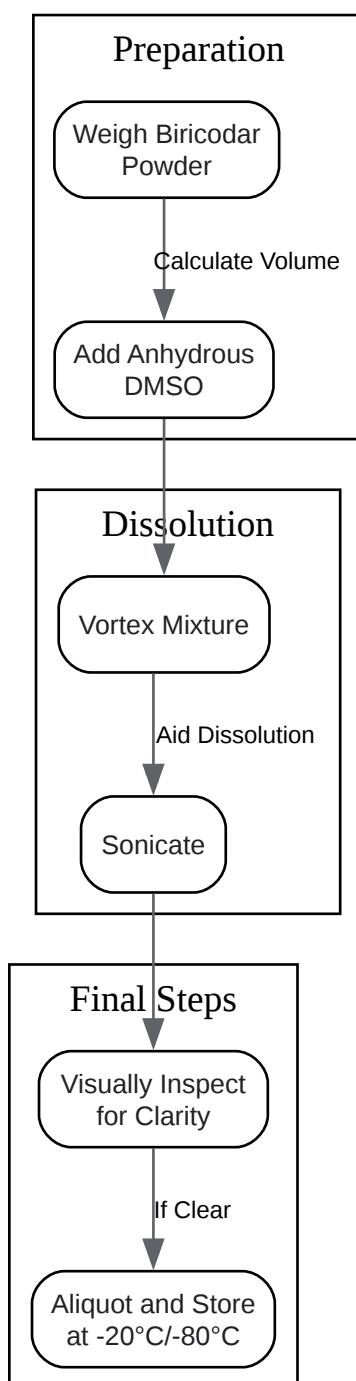 Preparation
Weigh Biricodar
Powder
Calculate Volume
Add Anhydrous
DMSO
Dissolution
Vortex Mixture
Aid Dissolution
Sonicate
Final Steps
Visually Inspect
for Clarity
If Clear
Aliquot and Store
at -20°C/-80°C